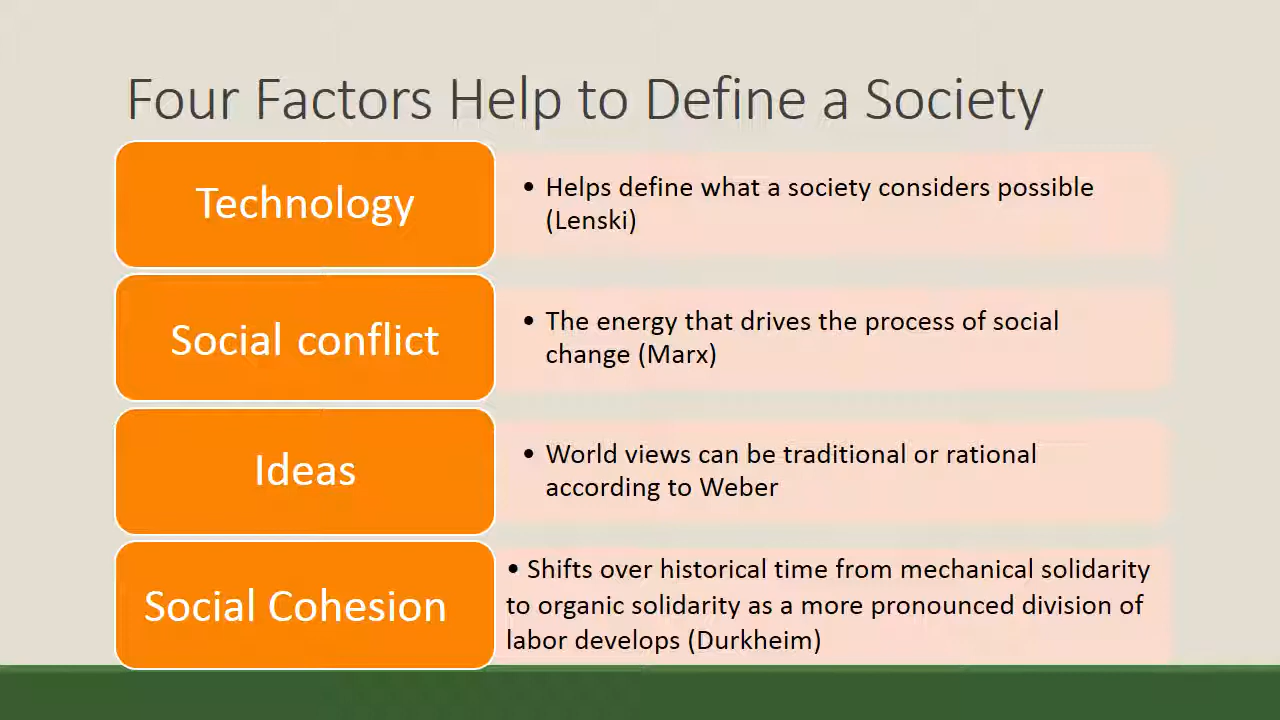 Four Factors Help to Define a Society
Technology
• Helps define what a society considers possible
(Lenski)
Social conflict
• The energy that drives the process of social
change (Marx)
Ideas
• World views can be traditional or rational
according to Weber
Social Cohesion
• Shifts over historical time from mechanical solidarity
to organic solidarity as a more pronounced division of
labor develops (Durkheim)